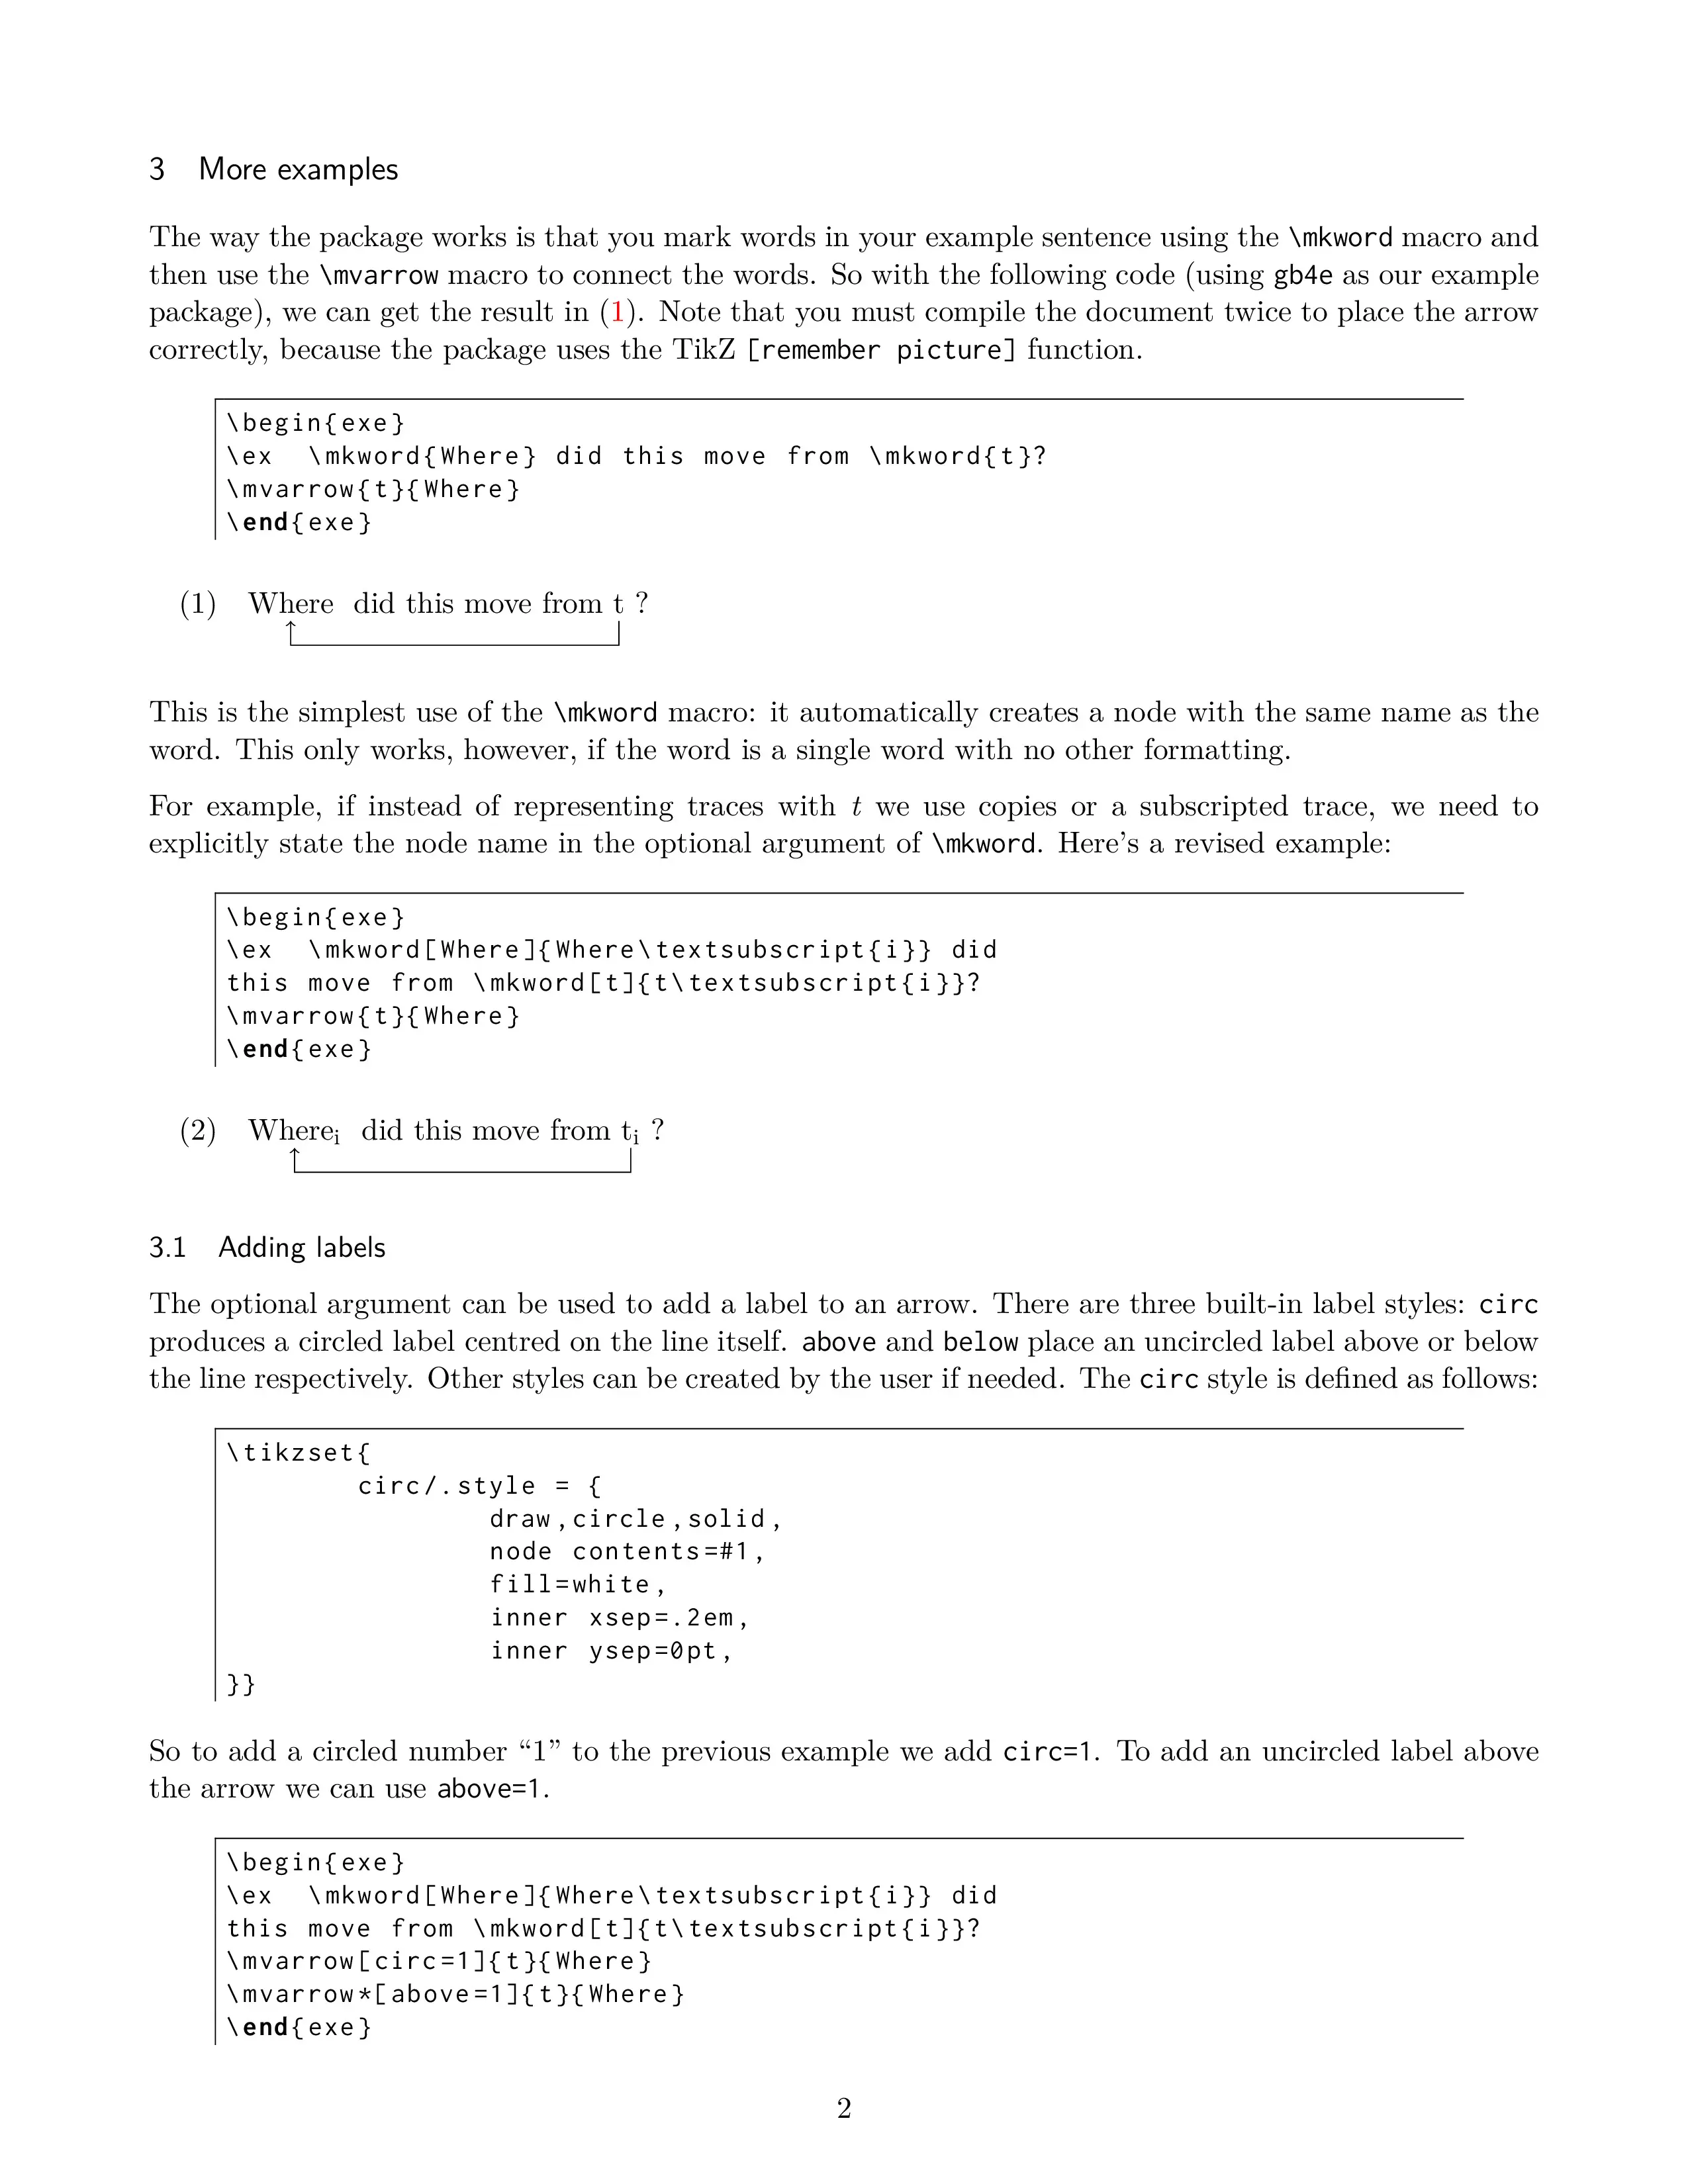 3 More examples
The way the package works is that you mark words in your example sentence using the \mkword macro and
then use the \mvarrow macro to connect the words. So with the following code (using gb4e as our example
package), we can get the result in (1). Note that you must compile the document twice to place the arrow
correctly, because the package uses the TikZ [remember picture] function.
\begin{exe}
\ex  \mkword{Where} did this move from \mkword{t}?
\mvarrow{t}{Where}
\end{exe}
(1) Where did this move from t ?
This is the simplest use of the \mkword macro: it automatically creates a node with the same name as the
word. This only works, however, if the word is a single word with no other formatting.
For example, if instead of representing traces with t we use copies or a subscripted trace, we need to
explicitly state the node name in the optional argument of \mkword. Here’s a revised example:
\begin{exe}
\ex  \mkword[Where]{Where\textsubscript{i}} did
this move from \mkword[t]{t\textsubscript{i}}?
\mvarrow{t}{Where}
\end{exe}
(2) Whereᵢ did this move from tᵢ ?
3.1 Adding labels
The optional argument can be used to add a label to an arrow. There are three built-in label styles: circ
produces a circled label centred on the line itself. above and below place an uncircled label above or below
the line respectively. Other styles can be created by the user if needed. The circ style is defined as follows:
\tikzset{
        circ/.style = {
                draw,circle,solid,
                node contents=#1,
                fill=white,
                inner xsep=.2em,
                inner ysep=0pt,
}}
So to add a circled number “1” to the previous example we add circ=1. To add an uncircled label above
the arrow we can use above=1.
\begin{exe}
\ex  \mkword[Where]{Where\textsubscript{i}} did
this move from \mkword[t]{t\textsubscript{i}}?
\mvarrow[circ=1]{t}{Where}
\mvarrow*[above=1]{t}{Where}
\end{exe}
2